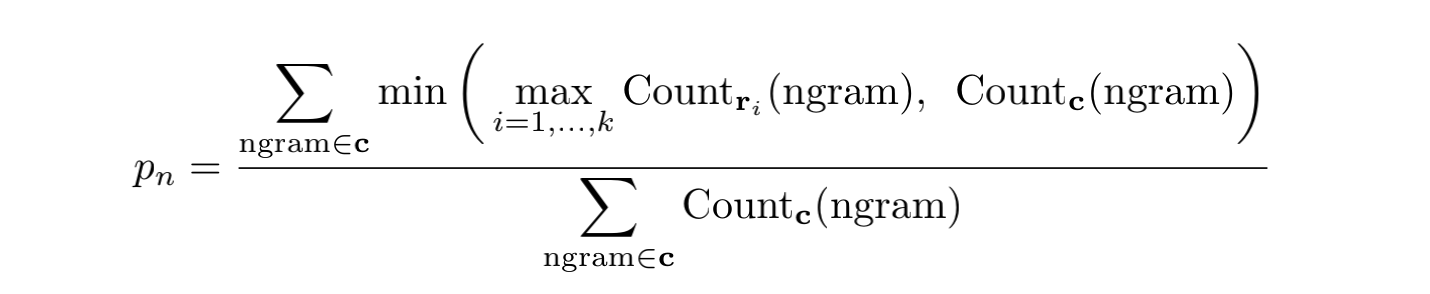 $$p_n = \frac{\sum_{\text{ngram} \in \mathbf{c}} \min\left( \max_{i=1,\ldots,k} \text{Count}_{\mathbf{r}_i}(\text{ngram}), \ \text{Count}_{\mathbf{c}}(\text{ngram}) \right)}{\sum_{\text{ngram} \in \mathbf{c}} \text{Count}_{\mathbf{c}}(\text{ngram})}$$